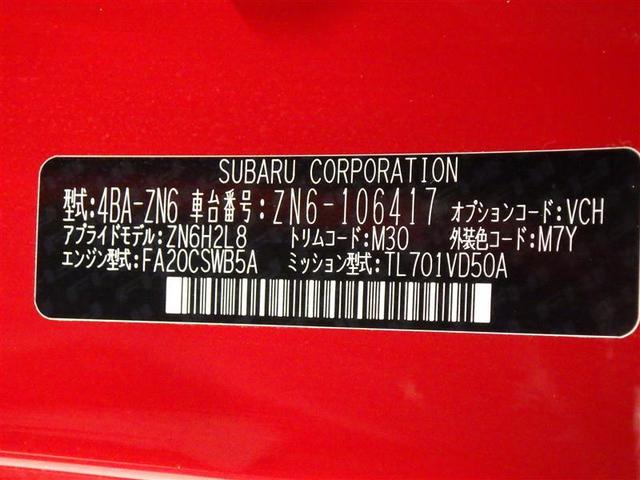 SUBARU CORPORATION
型式:4BA-ZN6 車台番号:ZN6-106417 オプションコード:VCH
アプライドモデル:ZN6H2L8 トリムコード:M30 外装色コード:M7Y
エンジン型式:FA20CSWB5A ミッション型式:TL701VD50A